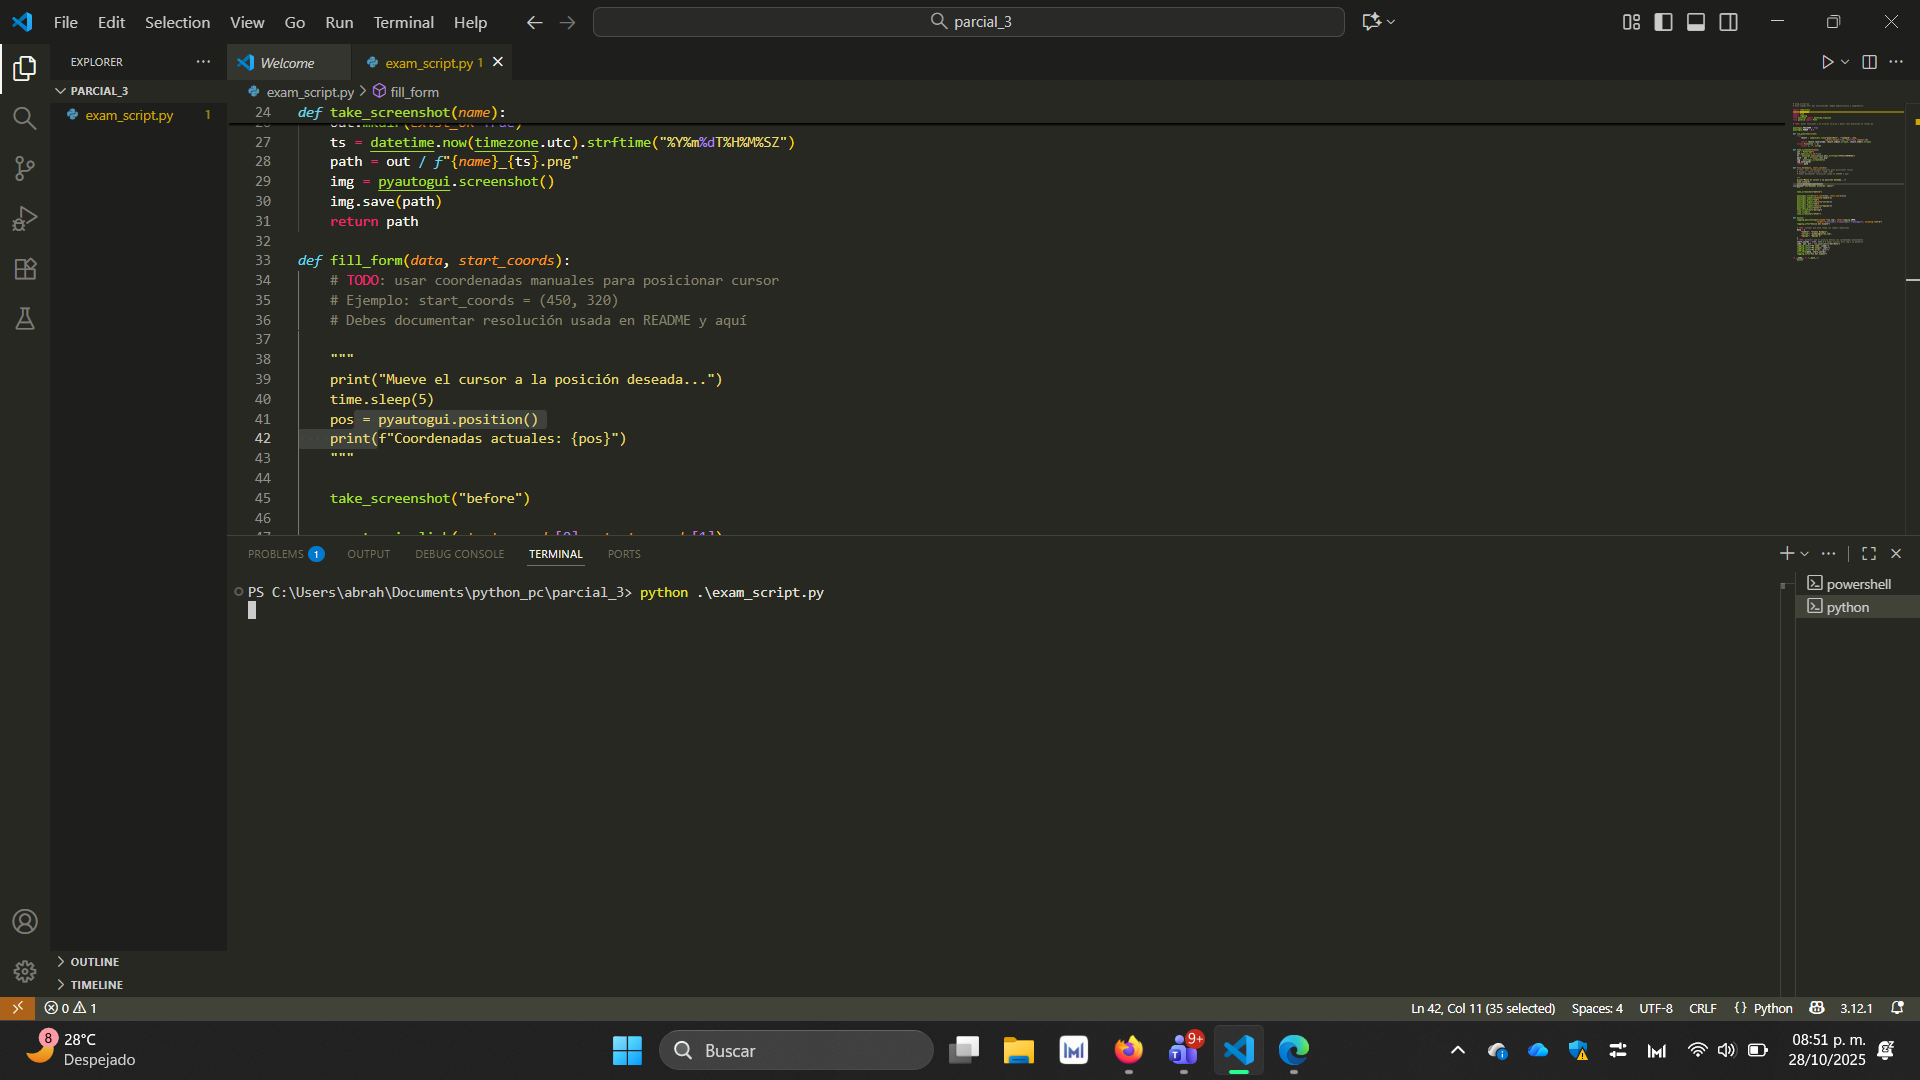 File Edit Selection View Go Run Terminal Help
parcial_3
EXPLORER
PARCIAL_3
exam_script.py 1
Welcome
exam_script.py 1
exam_script.py > fill_form
24 def take_screenshot(name):
27 ts = datetime.now(timezone.utc).strftime("%Y%m%dT%H%M%SZ")
28 path = out / f"{name}_{ts}.png"
29 img = pyautogui.screenshot()
30 img.save(path)
31 return path
32
33 def fill_form(data, start_coords):
34 # TODO: usar coordenadas manuales para posicionar cursor
35 # Ejemplo: start_coords = (450, 320)
36 # Debes documentar resolución usada en README y aquí
37
38 """
39 print("Mueve el cursor a la posición deseada...")
40 time.sleep(5)
41 pos = pyautogui.position()
42 print(f"Coordenadas actuales: {pos}")
43 """
44
45 take_screenshot("before")
46
PROBLEMS 1 OUTPUT DEBUG CONSOLE TERMINAL PORTS
PS C:\Users\abrah\Documents\python_pc\parcial_3> python .\exam_script.py
powershell
python
OUTLINE
TIMELINE
0 1
Ln 42, Col 11 (35 selected) Spaces: 4 UTF-8 CRLF {} Python 3.12.1
8
28°C
Despejado
Buscar
9+
08:51 p. m.
28/10/2025